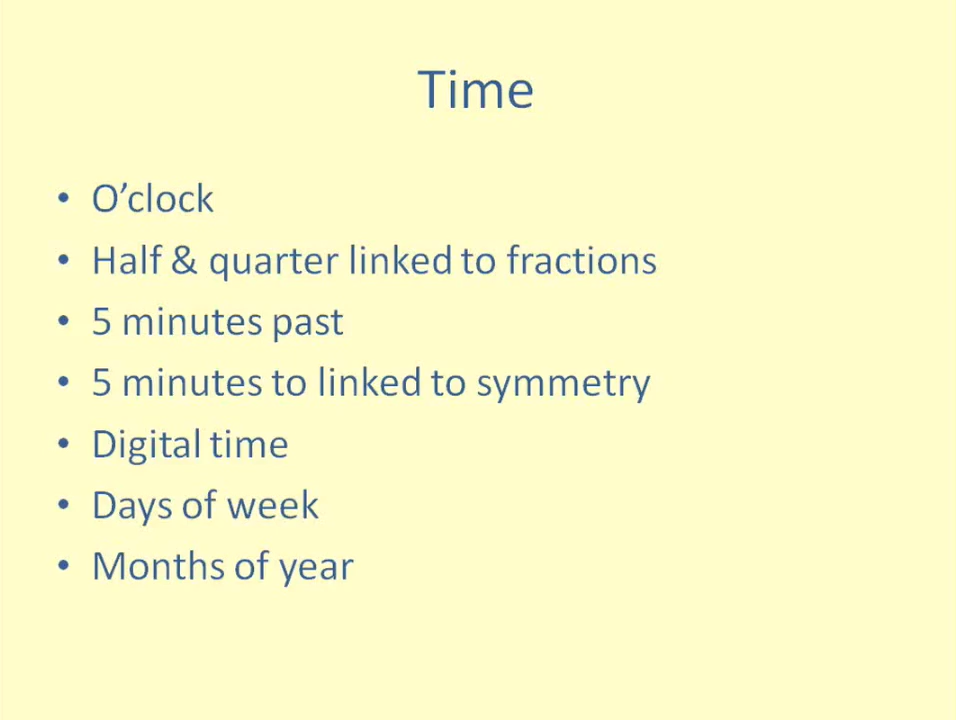 Time
• O’clock
• Half & quarter linked to fractions
• 5 minutes past
• 5 minutes to linked to symmetry
• Digital time
• Days of week
• Months of year